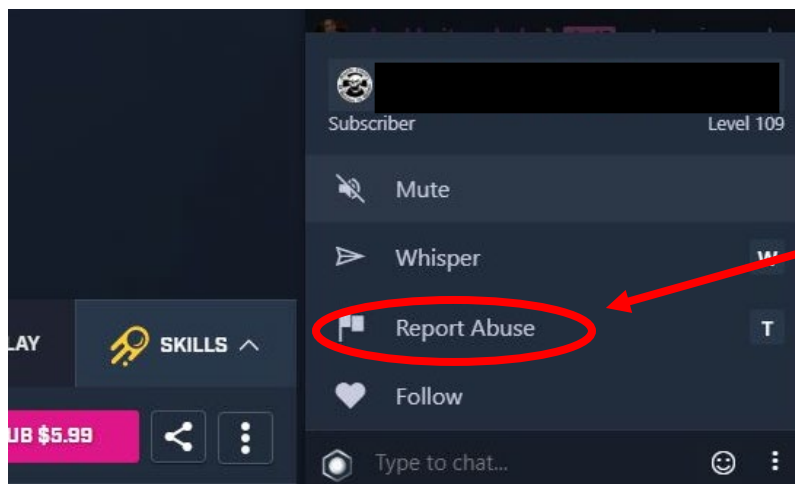 Subscriber Level 109
Mute
Whisper W
Report Abuse T
Follow
LAY SKILLS
UB $5.99
Type to chat...